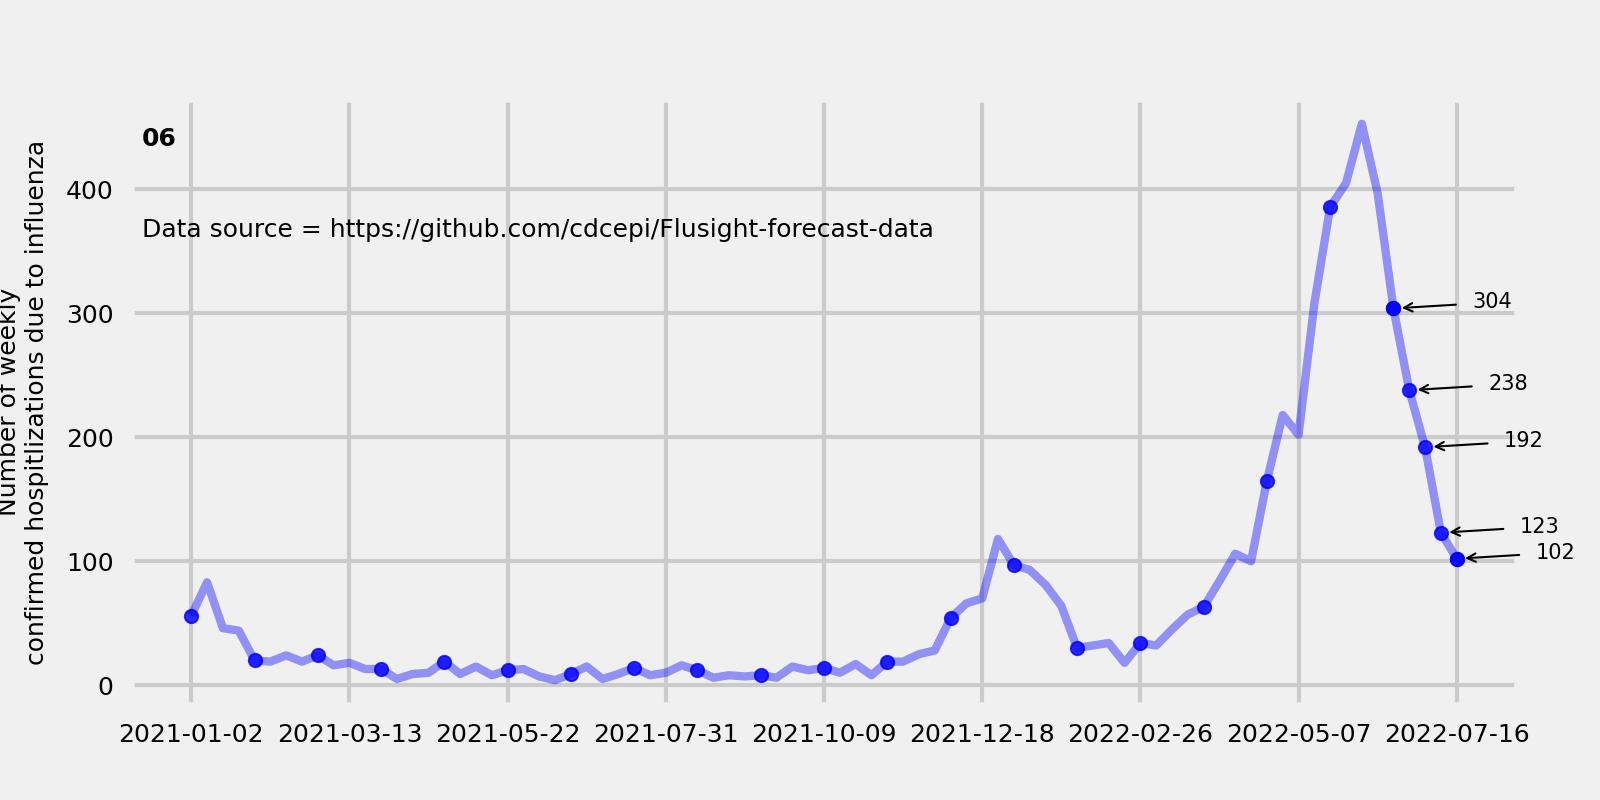 06
Data source = https://github.com/cdcepi/Flusight-forecast-data
Number of weekly
confirmed hospitlizations due to influenza
400
300
200
100
0
304
238
192
123
102
2021-01-02 2021-03-13 2021-05-22 2021-07-31 2021-10-09 2021-12-18 2022-02-26 2022-05-07 2022-07-16